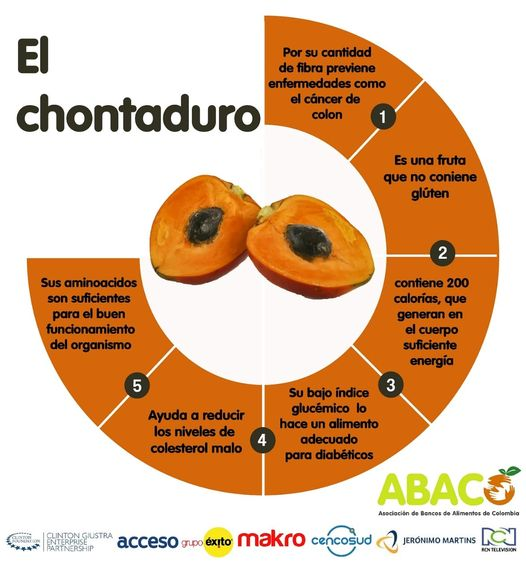 El
chontaduro
Por su cantidad
de fibra previene
enfermedades como
el cáncer de
colon
1
Es una fruta
que no coniene
glúten
2
contiene 200
calorías, que
generan en
el cuerpo
suficiente
energía
3
Su bajo índice
glucémico lo
hace un alimento
adecuado
para diabéticos
4
Ayuda a reducir
los niveles de
colesterol malo
5
Sus aminoacidos
son suficientes
para el buen
funcionamiento
del organismo
ABACO
Asociación de Bancos de Alimentos de Colombia
CLINTON
FOUNDATION
CLINTON GIUSTRA
ENTERPRISE
PARTNERSHIP
acceso
grupo éxito
makro
cencosud
JERÓNIMO MARTINS
RCN
RCN TELEVISION